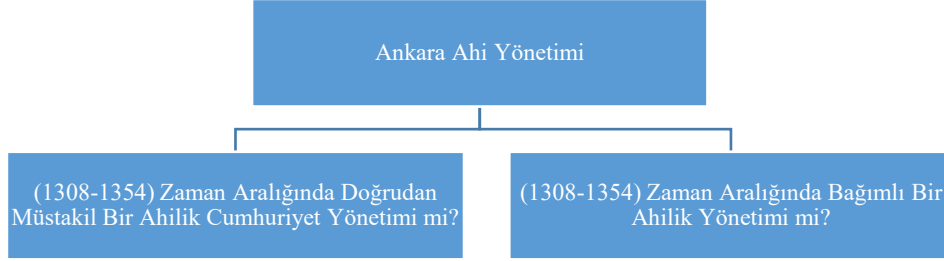 Ankara Ahi Yönetimi
(1308-1354) Zaman Aralığında Doğrudan
Müstakil Bir Ahilik Cumhuriyet Yönetimi mi?
(1308-1354) Zaman Aralığında Bağımlı Bir
Ahilik Yönetimi mi?